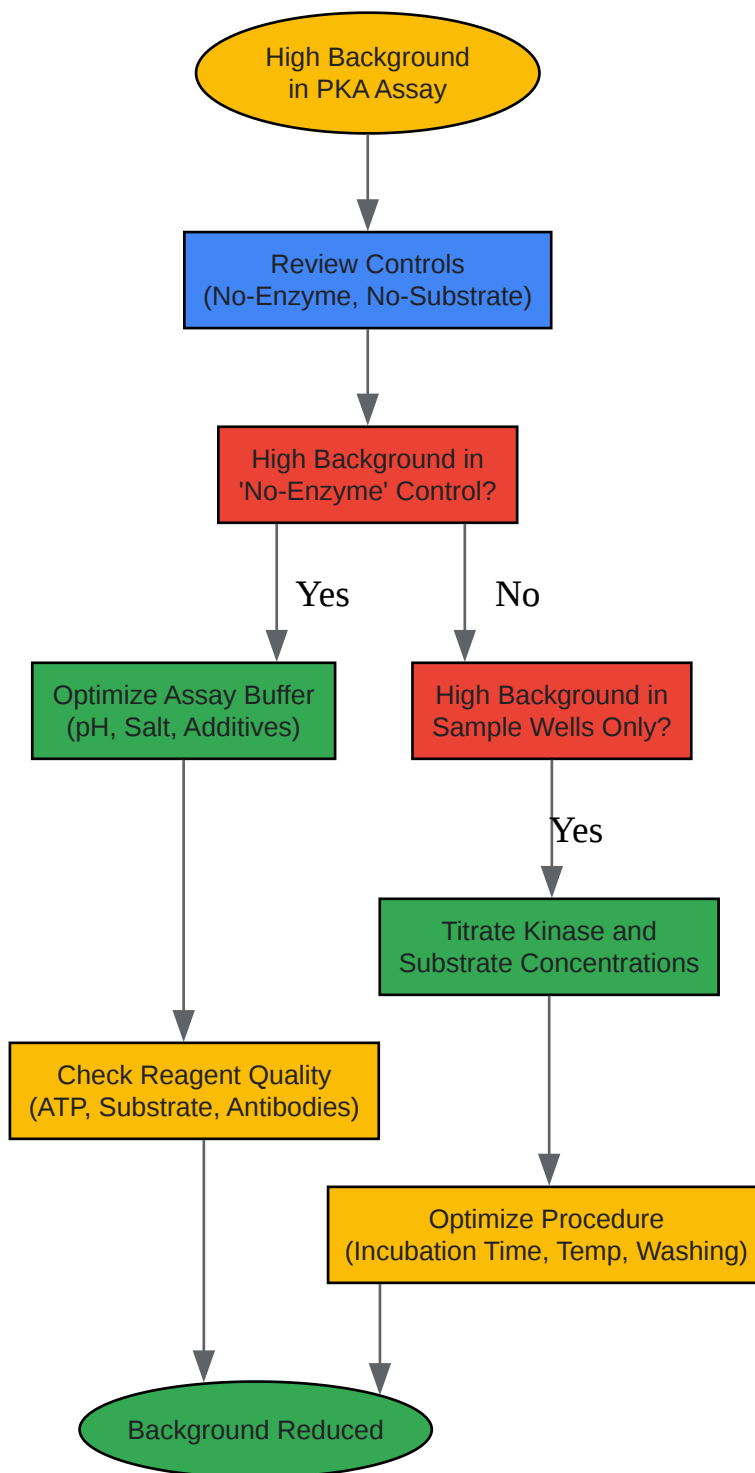 High Background
in PKA Assay
Review Controls
(No-Enzyme, No-Substrate)
High Background in
'No-Enzyme' Control?
Yes
No
Optimize Assay Buffer
(pH, Salt, Additives)
High Background in
Sample Wells Only?
Yes
Titrate Kinase and
Substrate Concentrations
Check Reagent Quality
(ATP, Substrate, Antibodies)
Optimize Procedure
(Incubation Time, Temp, Washing)
Background Reduced